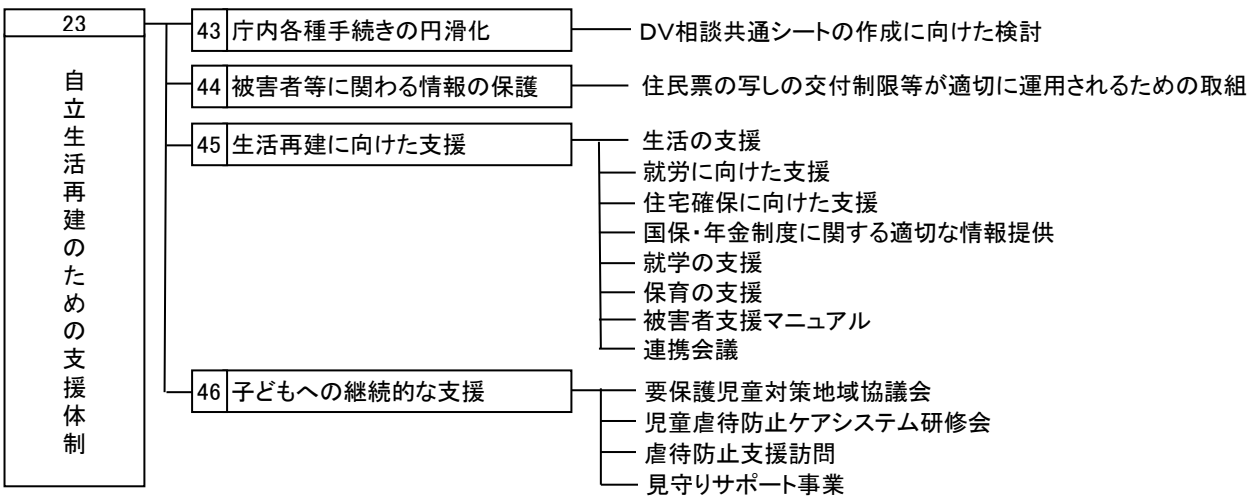 23
自立生活再建のための支援体制
43 庁内各種手続きの円滑化
DV相談共通シートの作成に向けた検討
44 被害者等に関わる情報の保護
住民票の写しの交付制限等が適切に運用されるための取組
45 生活再建に向けた支援
生活の支援
就労に向けた支援
住宅確保に向けた支援
国保・年金制度に関する適切な情報提供
就学の支援
保育の支援
被害者支援マニュアル
連携会議
46 子どもへの継続的な支援
要保護児童対策地域協議会
児童虐待防止ケアシステム研修会
虐待防止支援訪問
見守りサポート事業